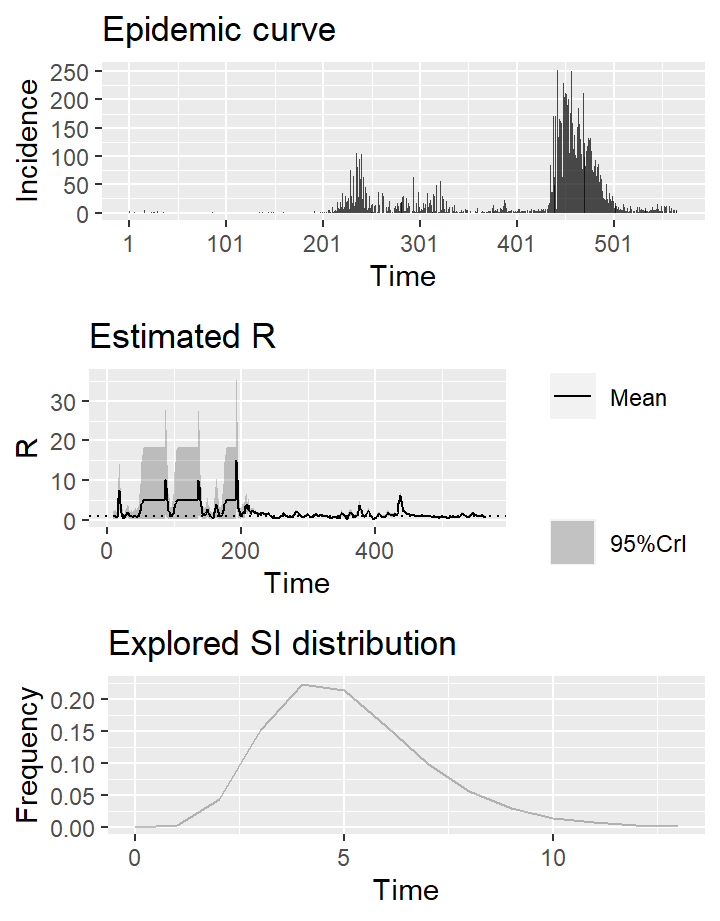 Epidemic curve
250
200
150
100
50
0
Incidence
1 101 201 301 401 501
Time
Estimated R
30
20
10
0
R
0 200 400
Time
Mean
95%CrI
Explored SI distribution
0.20
0.15
0.10
0.05
0.00
Frequency
0 5 10
Time